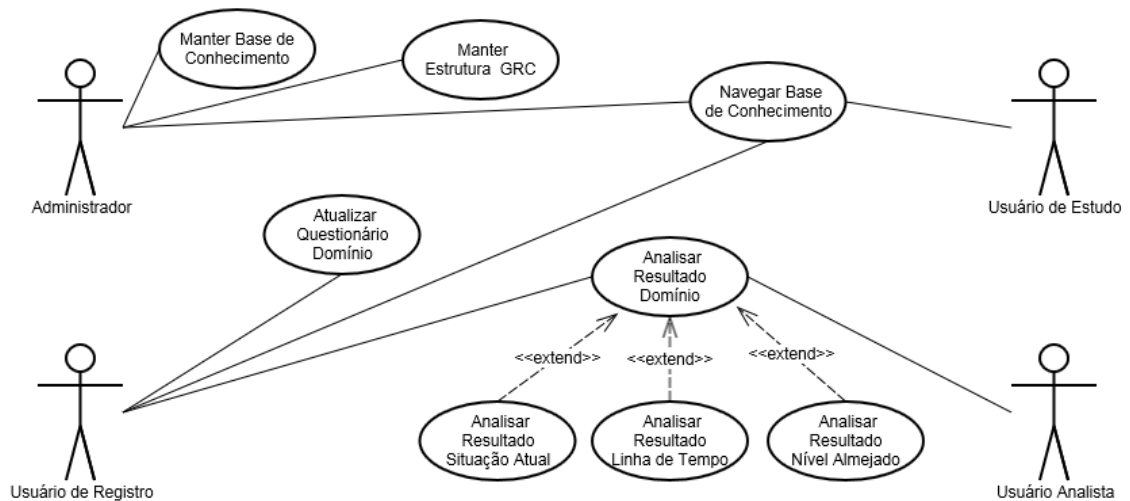 Manter Base de
Conhecimento
Manter
Estrutura GRC
Navegar Base
de Conhecimento
Administrador
Usuário de Estudo
Atualizar
Questionário
Domínio
Analisar
Resultado
Domínio
<<extend>>
<<extend>>
<<extend>>
Analisar
Resultado
Situação Atual
Analisar
Resultado
Linha de Tempo
Analisar
Resultado
Nível Almejado
Usuário de Registro
Usuário Analista